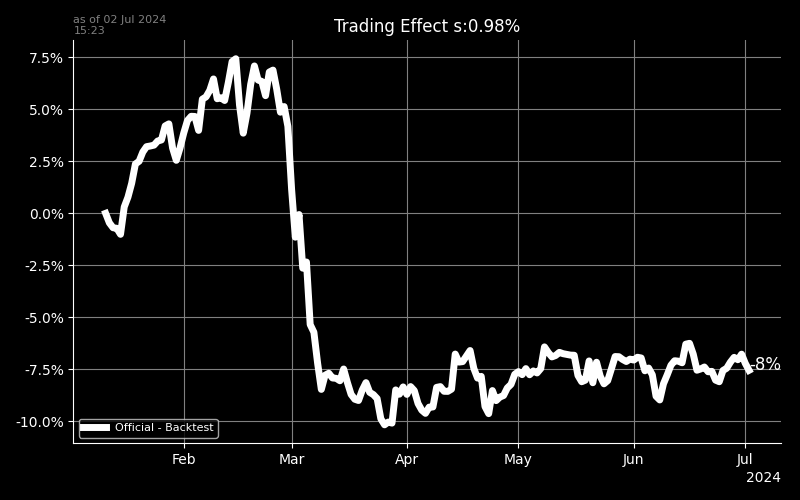 as of 02 Jul 2024
15:23
Trading Effect s:0.98%
7.5%
5.0%
2.5%
0.0%
-2.5%
-5.0%
-7.5%
-10.0%
-8%
Official - Backtest
Feb
Mar
Apr
May
Jun
Jul
2024